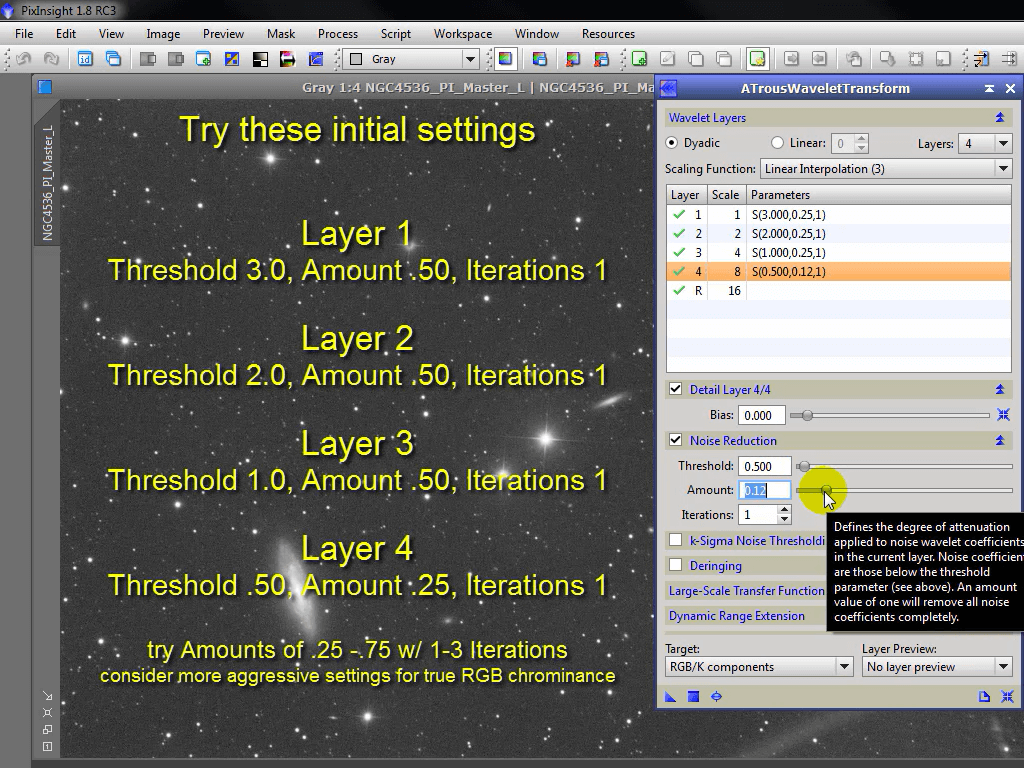 PixInsight 1.8 RC3
File Edit View Image Preview Mask Process Script Workspace Window Resources
Gray
Gray 1:4 NGC4536_PI_Master_L | NGC4536_PI_Ma
NGC4536_PI_Master_L
Try these initial settings
Layer 1
Threshold 3.0, Amount .50, Iterations 1
Layer 2
Threshold 2.0, Amount .50, Iterations 1
Layer 3
Threshold 1.0, Amount .50, Iterations 1
Layer 4
Threshold .50, Amount .25, Iterations 1
try Amounts of .25 -.75 w/ 1-3 Iterations
consider more aggressive settings for true RGB chrominance
ATrousWaveletTransform
Wavelet Layers
Dyadic Linear: 0 Layers: 4
Scaling Function: Linear Interpolation (3)
Layer Scale Parameters
1 1 S(3.000,0.25,1)
2 2 S(2.000,0.25,1)
3 4 S(1.000,0.25,1)
4 8 S(0.500,0.12,1)
R 16
Detail Layer 4/4
Bias: 0.000
Noise Reduction
Threshold: 0.500
Amount: 0.12
Iterations: 1
k-Sigma Noise Thresholdi
Deringing
Large-Scale Transfer Function
Dynamic Range Extension
Defines the degree of attenuation
applied to noise wavelet coefficients
in the current layer. Noise coefficien
are those below the threshold
parameter (see above). An amount
value of one will remove all noise
coefficients completely.
Target: Layer Preview:
RGB/K components No layer preview